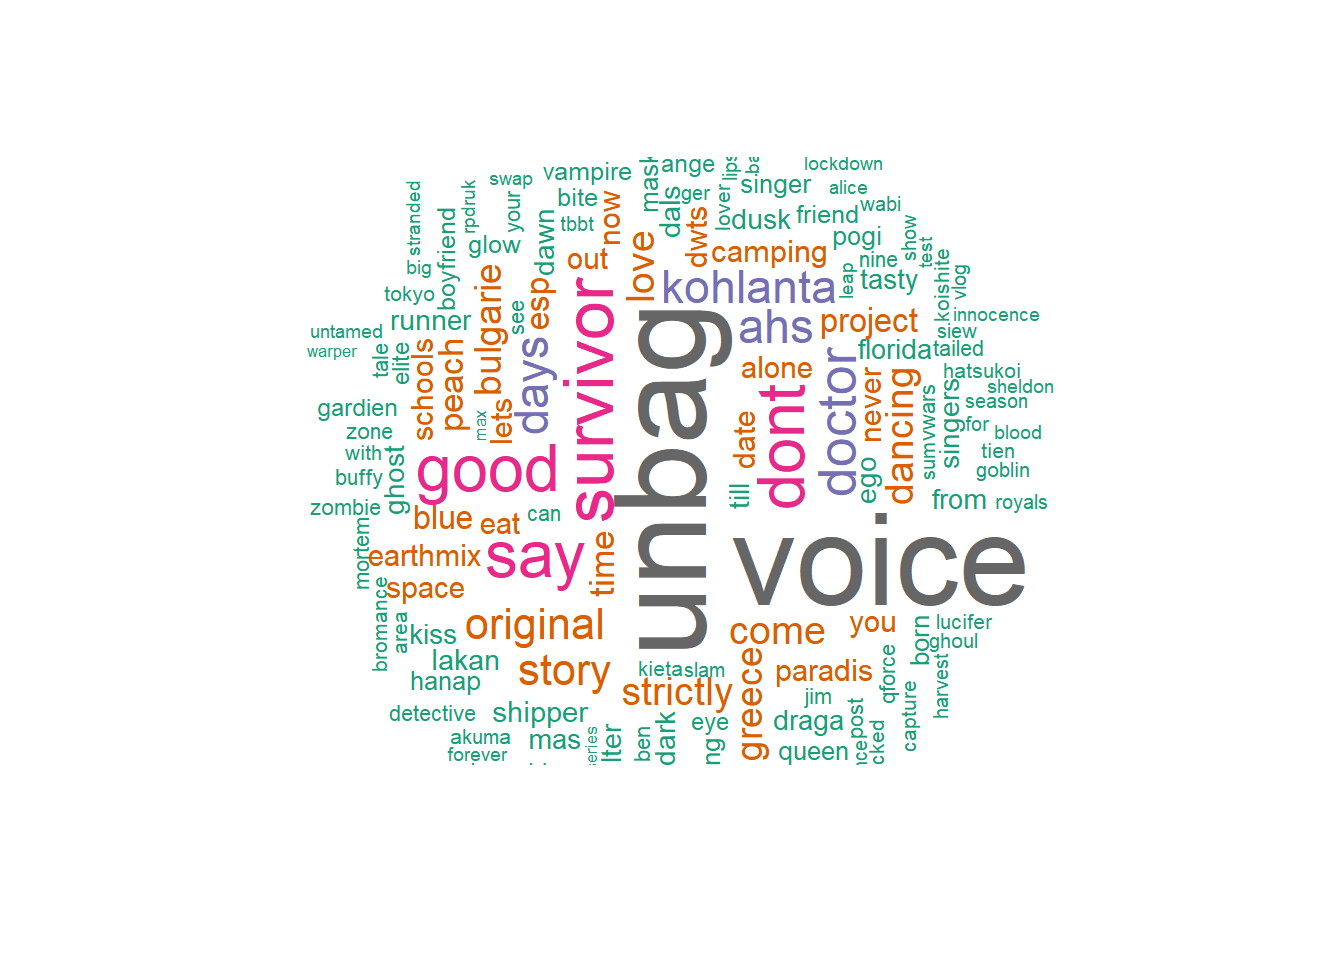 lockdown
vampire
mask
ange
lips
ba
swap
singer
alice
stranded
rpdruk
your
bite
now
dals
ger
lover
wabi
tbbt
dwts
dusk
friend
show
boyfriend
glow
dawn
out
love
camping
pogi
test
big
nine
leap
tasty
koishite
vlog
tokyo
bulgarie
see
esp
survivor
kohlanta
runner
ahs
project
innocence
untamed
siew
warper
tale
elite
schools
peach
days
unbag
florida
tailed
alone
doctor
never
dancing
hatsukoi
sheldon
gardien
max
lets
dont
date
sumvwars
singers
season
for
zone
blood
with
ghost
good
ego
tien
buffy
goblin
till
from
royals
zombie
blue
eat
can
voice
mortem
earthmix
say
time
space
bromance
area
kiss
original
come
you
born
lucifer
ghoul
lakan
story
kieta
slam
greece
paradis
qforce
harvest
hanap
strictly
jim
detective
shipper
eye
draga
post
capture
akuma
mas
series
lter
ben
dark
ng
queen
nce
cked
forever